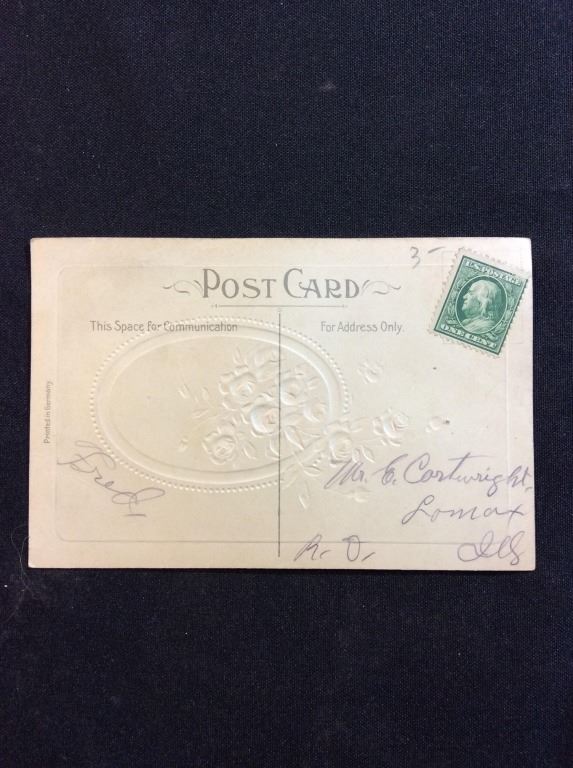 3-
U.S. POSTAGE
ONE CENT
POST CARD
This Space for Communication
For Address Only.
Printed in Germany.
Fred
Mr. C. Cartwright,
Lomax
Ills
R. D.